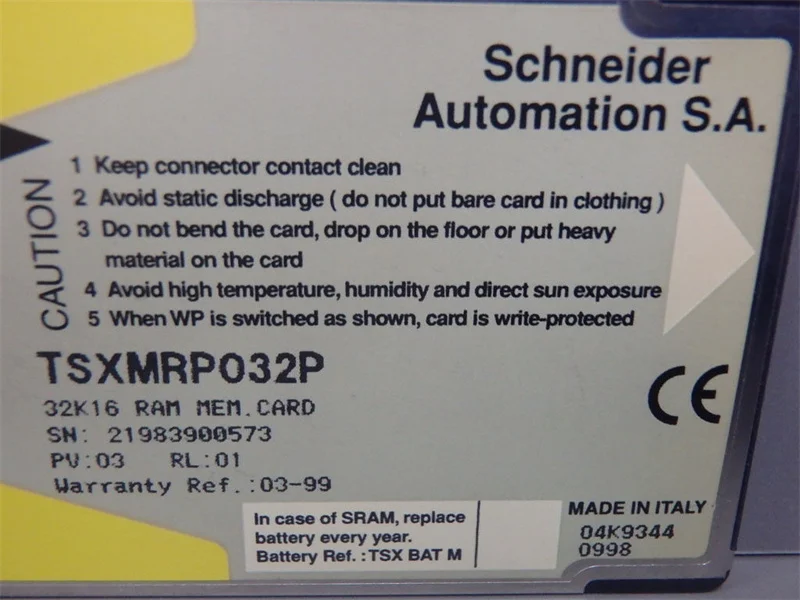 Schneider
Automation S.A.
CAUTION
1 Keep connector contact clean
2 Avoid static discharge ( do not put bare card in clothing )
3 Do not bend the card, drop on the floor or put heavy
material on the card
4 Avoid high temperature, humidity and direct sun exposure
5 When WP is switched as shown, card is write-protected
TSXMRP032P
32K16 RAM MEM.CARD
SN: 21983900573
PV:03 RL:01
Warranty Ref.:03-99
In case of SRAM, replace
battery every year.
Battery Ref. : TSX BAT M
CE
MADE IN ITALY
04K9344
0998